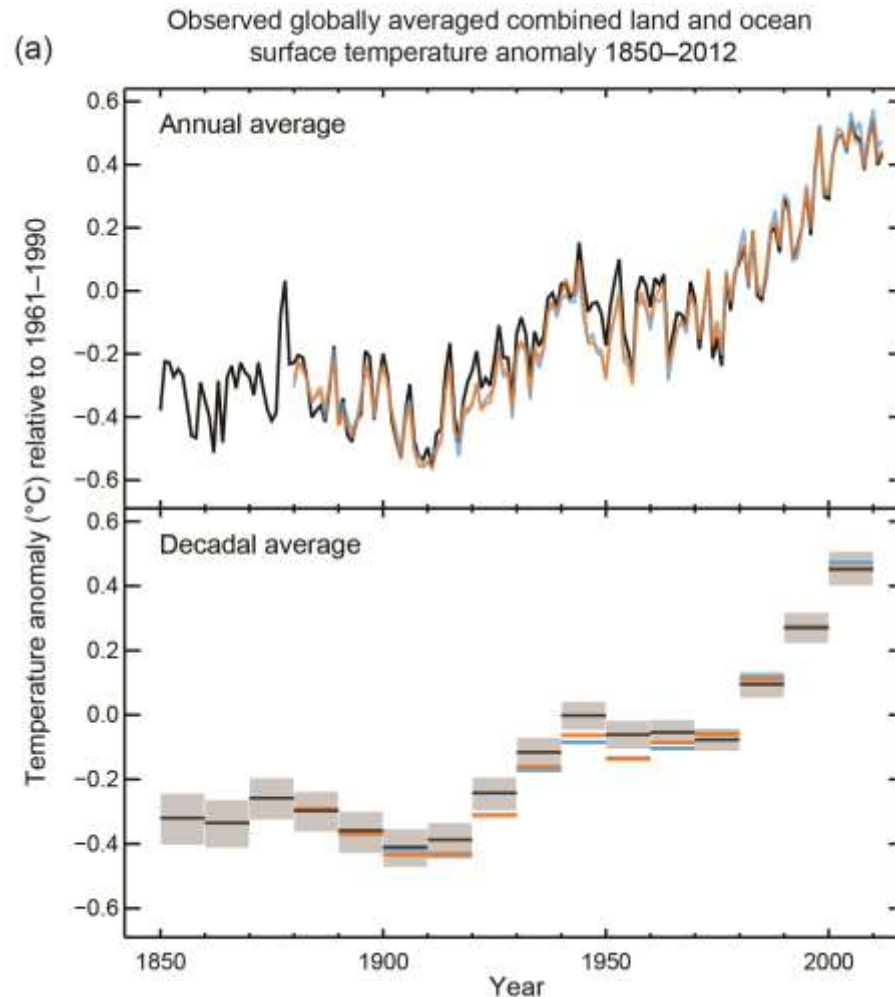 Observed globally averaged combined land and ocean
(a)
surface temperature anomaly 1850–2012
Temperature anomaly (°C) relative to 1961–1990
0.6
Annual average
0.4
0.2
0.0
−0.2
−0.4
−0.6
0.6
Decadal average
0.4
0.2
0.0
−0.2
−0.4
−0.6
1850
1900
1950
2000
Year